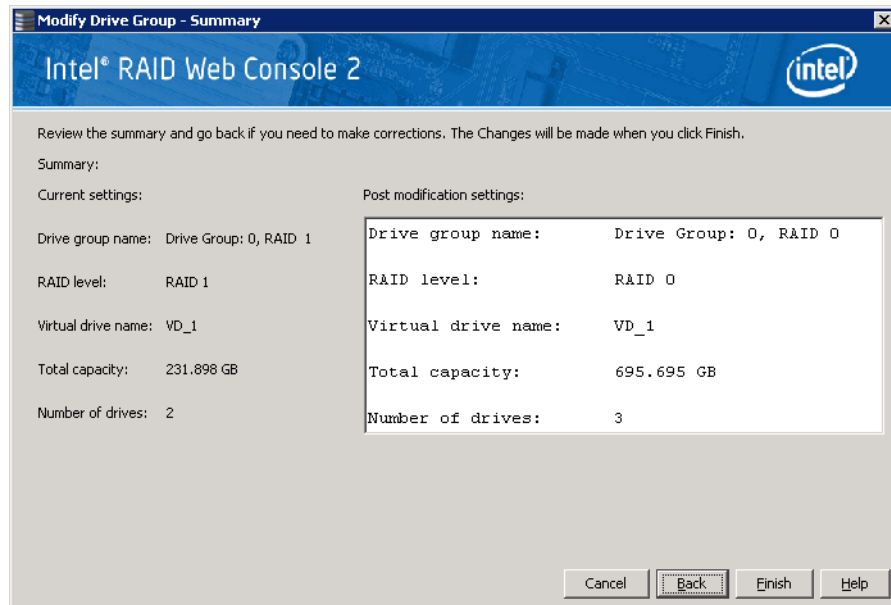 Modify Drive Group - Summary
Intel® RAID Web Console 2
intel
Review the summary and go back if you need to make corrections. The Changes will be made when you click Finish.
Summary:
Current settings:
Drive group name: Drive Group: 0, RAID 1
RAID level: RAID 1
Virtual drive name: VD_1
Total capacity: 231.898 GB
Number of drives: 2
Post modification settings:
Drive group name: Drive Group: 0, RAID 0
RAID level: RAID 0
Virtual drive name: VD_1
Total capacity: 695.695 GB
Number of drives: 3
Cancel Back Finish Help